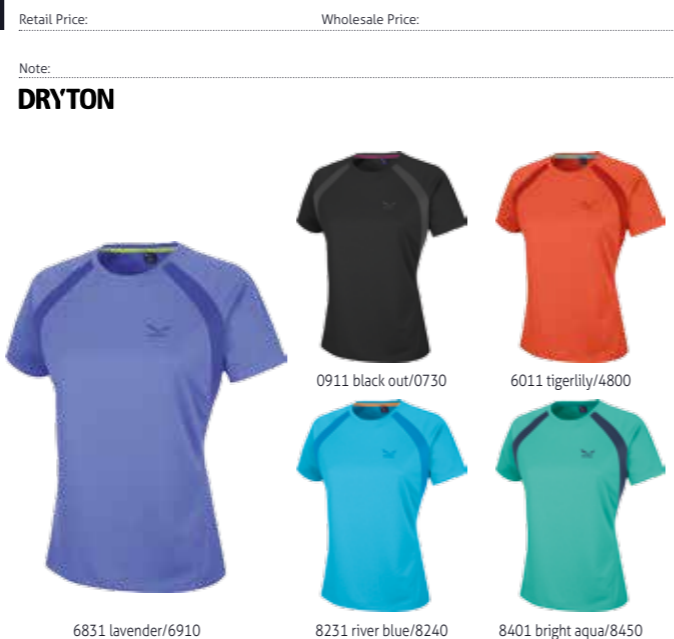 Retail Price:
Wholesale Price:
Note:
DRYTON
0911 black out/0730
6011 tigerlily/4800
6831 lavender/6910
8231 river blue/8240
8401 bright aqua/8450